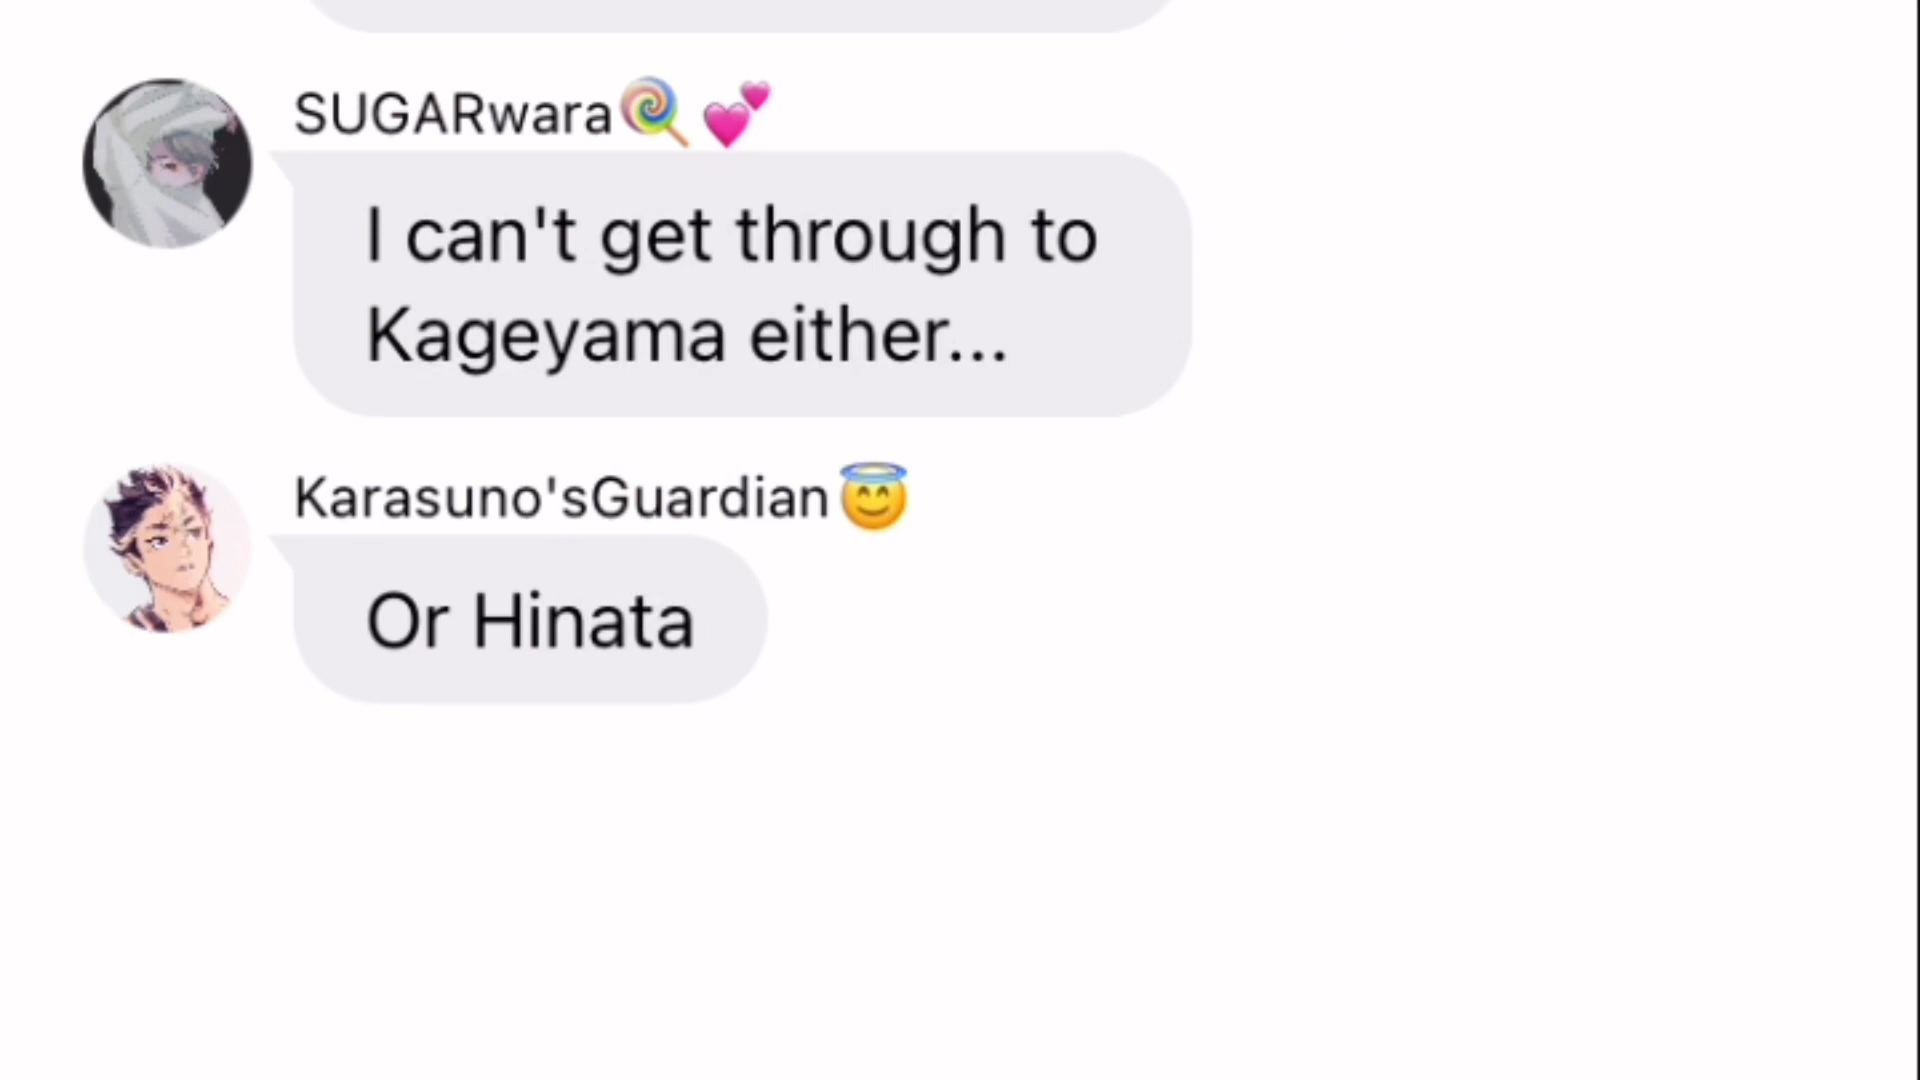 SUGARwara🍭💕
I can't get through to
Kageyama either...
Karasuno'sGuardian😇
Or Hinata